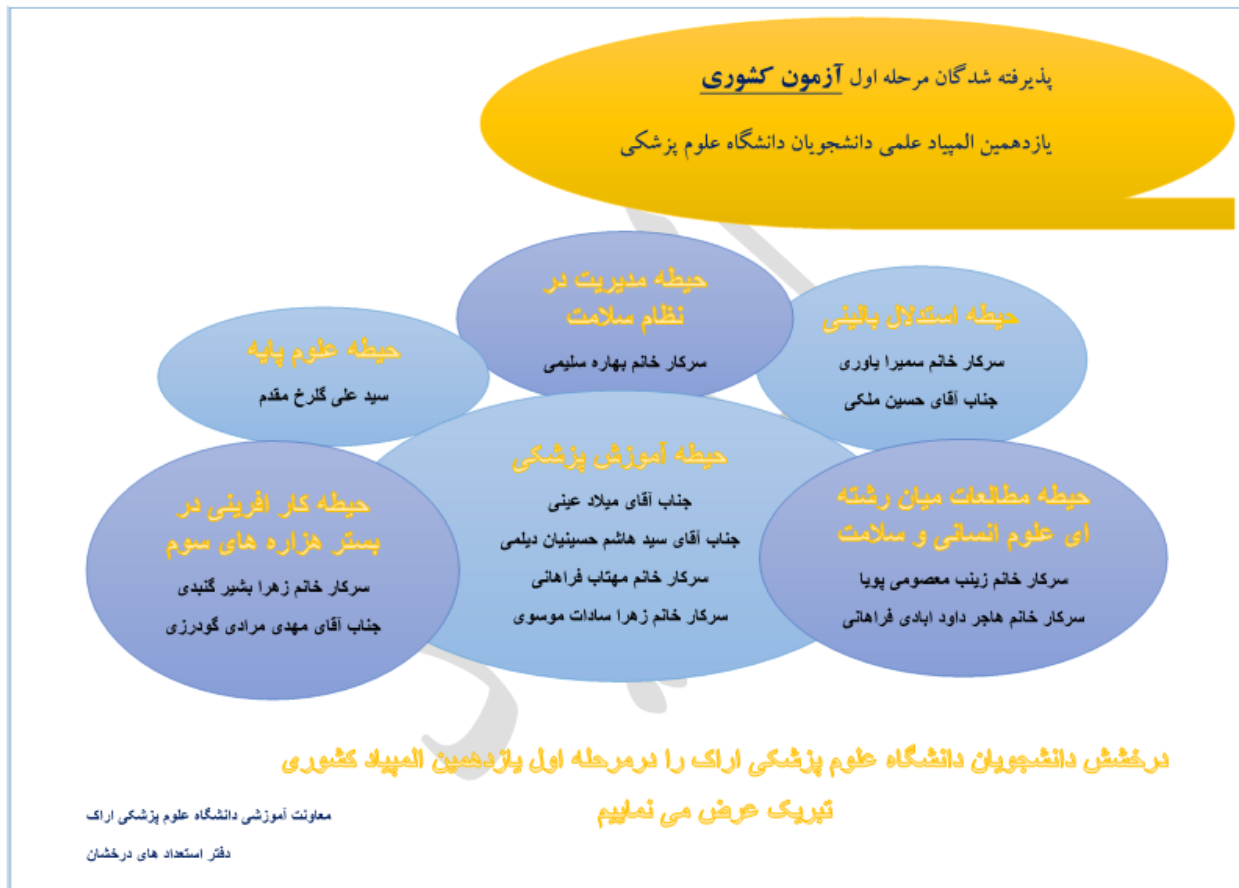 پذیرفته شدگان مرحله اول آزمون کشوری
یازدهمین المپیاد علمی دانشجویان دانشگاه علوم پزشکی
حیطه استدلال بالینی
سرکار خانم سمیرا یاوری
جناب آقای حسین ملکی
حیطه مدیریت در
نظام سلامت
سرکار خانم بهاره سلیمی
حیطه علوم پایه
سید علی گلرخ مقدم
حیطه مطالعات میان رشته
ای علوم انسانی و سلامت
سرکار خانم زینب معصومی پویا
سرکار خانم هاجر داود ابادی فراهانی
حیطه آموزش پزشکی
جناب آقای میلاد عینی
جناب آقای سید هاشم حسینیان دیلمی
سرکار خانم مهتاب فراهانی
سرکار خانم زهرا سادات موسوی
حیطه کار افرینی در
بستر هزاره های سوم
سرکار خانم زهرا بشیر گنبدی
جناب آقای مهدی مرادی گودرزی
درخشش دانشجویان دانشگاه علوم پزشکی اراک را درمرحله اول یازدهمین المپیاد کشوری
تبریک عرض می نماییم
معاونت آموزشی دانشگاه علوم پزشکی اراک
دفتر استعداد های درخشان